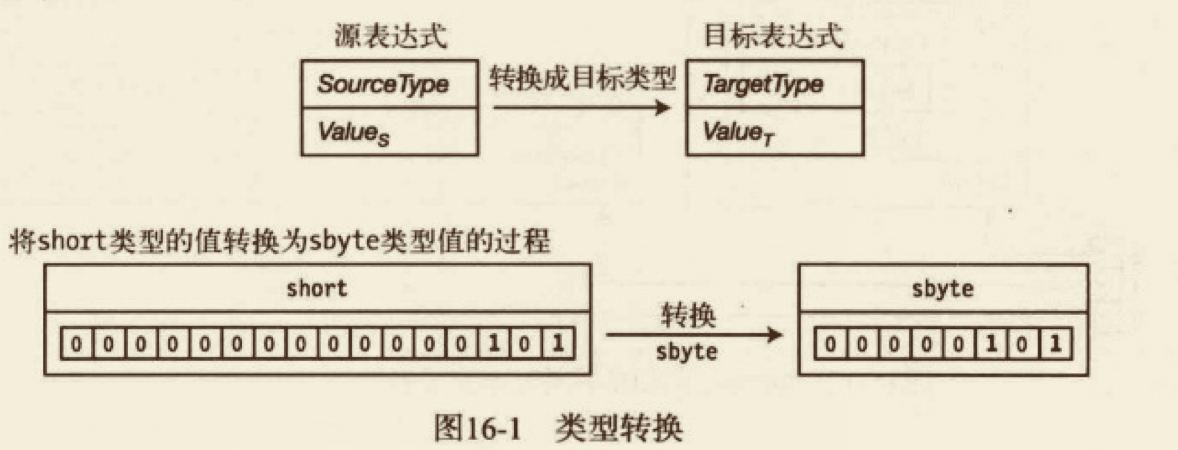 源表达式
目标表达式
SourceType
转换成目标类型
TargetType
ValueS
ValueT
将short类型的值转换为sbyte类型值的过程
short
sbyte
转换
0 0 0 0 0 0 0 0 0 0 0 0 0 1 0 1
sbyte
0 0 0 0 0 1 0 1
图16-1 类型转换